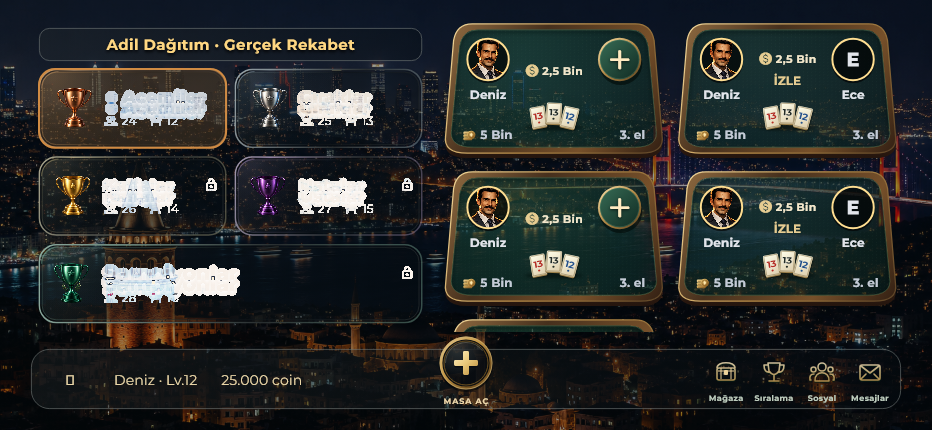 Adil Dağıtım · Gerçek Rekabet
24 12
25 13
26 14
27 15
28
2,5 Bin
Deniz
13 13 12
5 Bin 3. el
2,5 Bin
E
İZLE
Deniz Ece
13 13 12
5 Bin 3. el
2,5 Bin
Deniz
13 13 12
5 Bin 3. el
2,5 Bin
E
İZLE
Deniz Ece
13 13 12
5 Bin 3. el
Deniz · Lv.12 25.000 coin
MASA AÇ
Mağaza Sıralama Sosyal Mesajlar